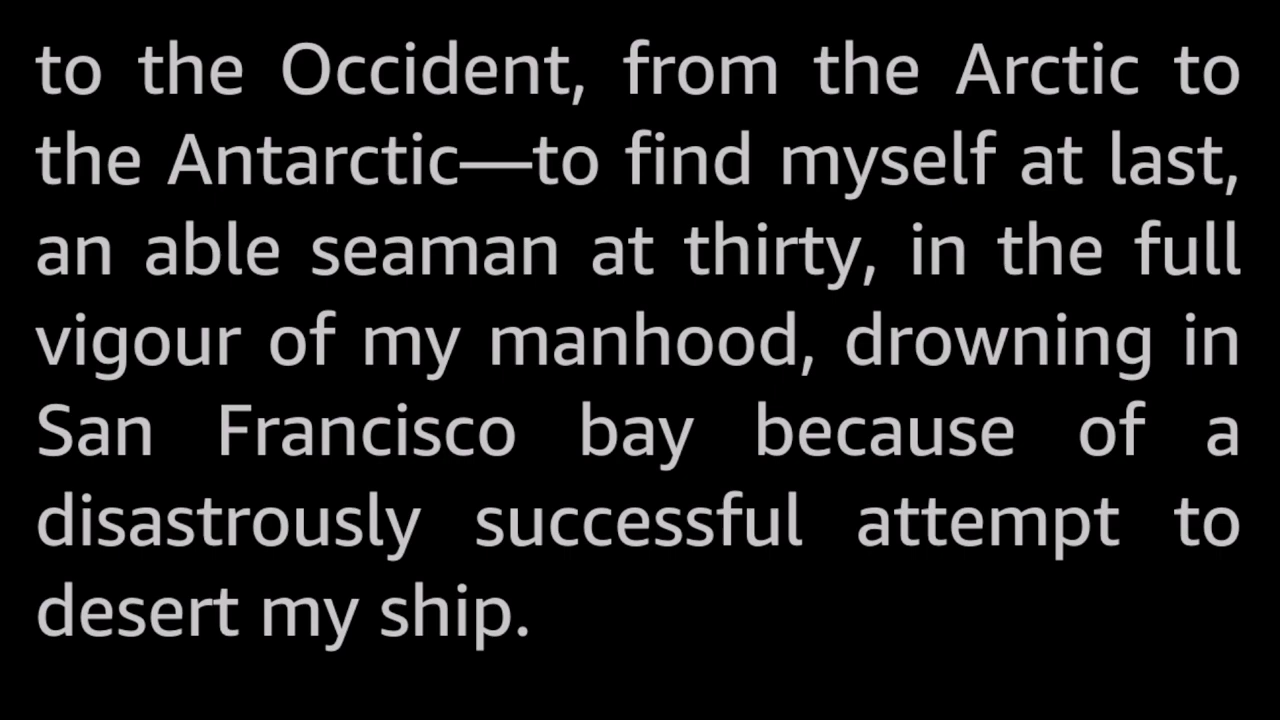 to the Occident, from the Arctic to
the Antarctic—to find myself at last,
an able seaman at thirty, in the full
vigour of my manhood, drowning in
San Francisco bay because of a
disastrously successful attempt to
desert my ship.